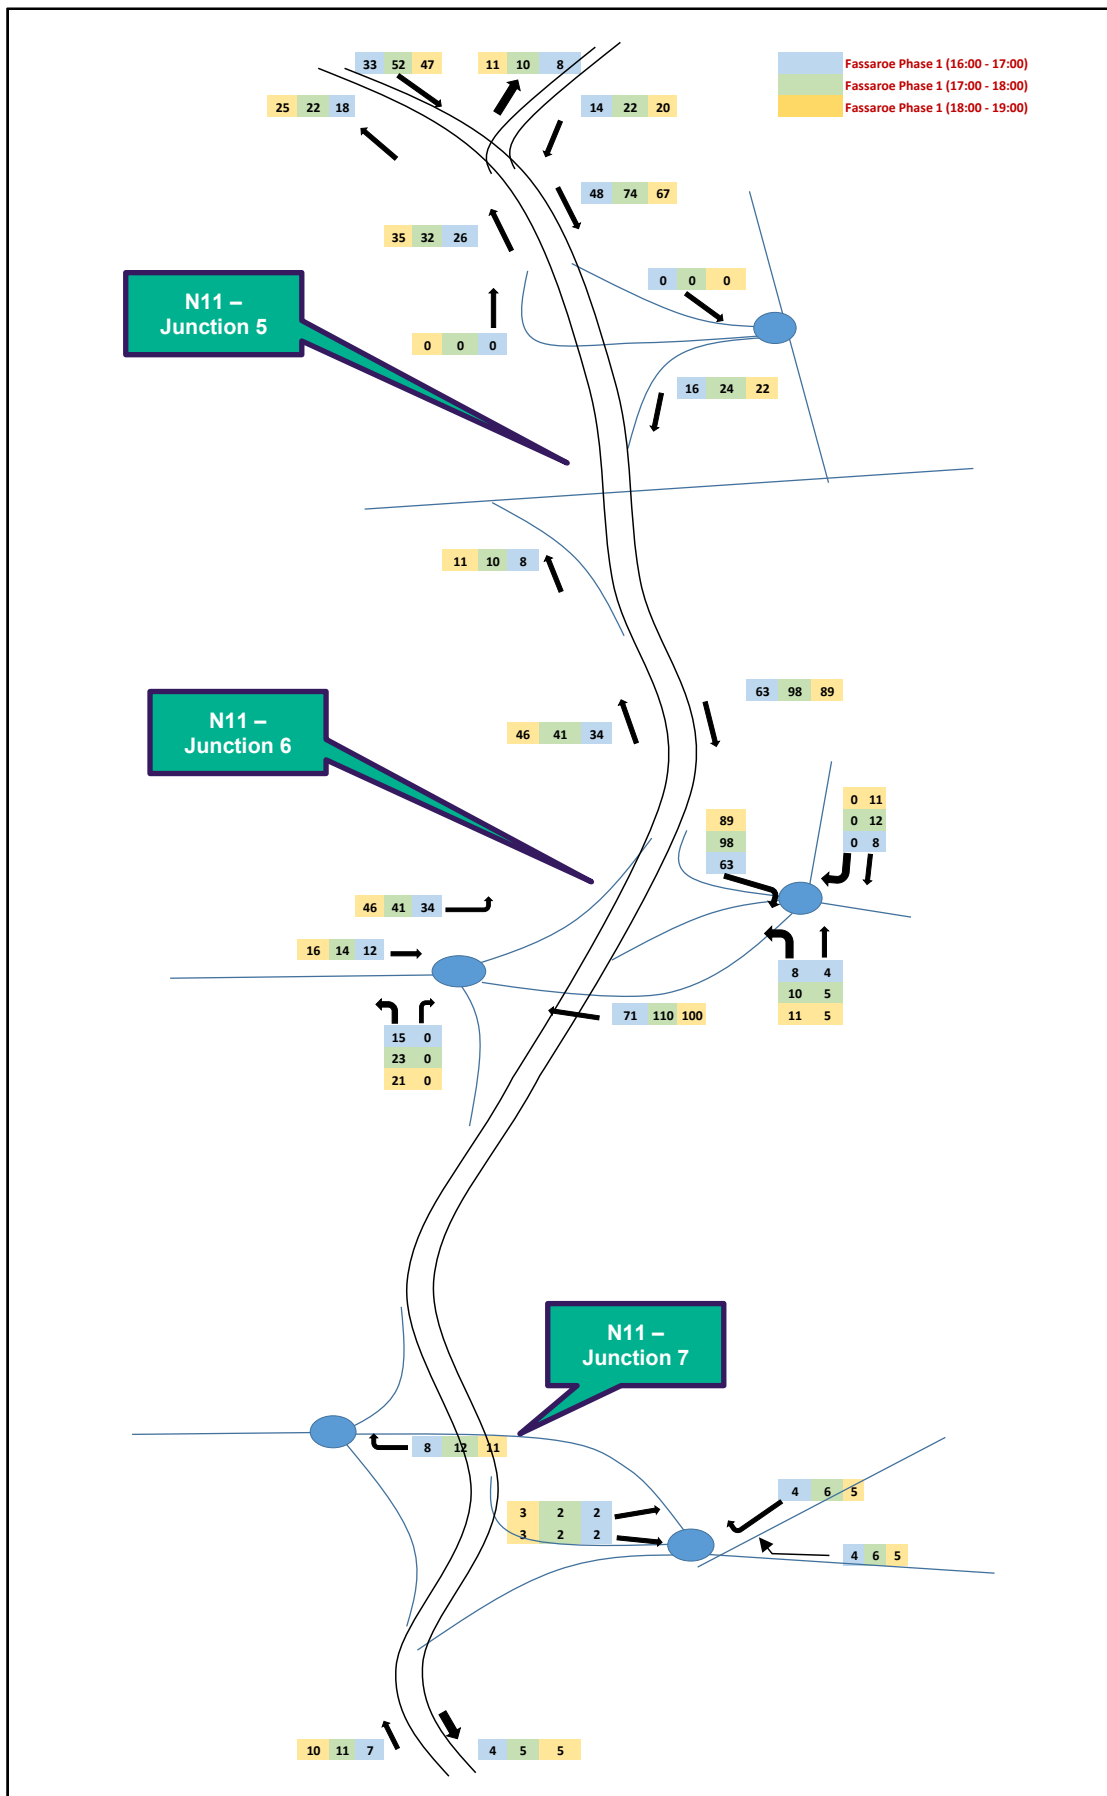 33 52 47
11 10 8
Fassaroe Phase 1 (16:00 - 17:00)
Fassaroe Phase 1 (17:00 - 18:00)
Fassaroe Phase 1 (18:00 - 19:00)
25 22 18
14 22 20
48 74 67
35 32 26
0 0 0
N11 –
Junction 5
0 0 0
16 24 22
11 10 8
63 98 89
N11 –
Junction 6
46 41 34
0 11
0 12
0 8
89
98
63
46 41 34
16 14 12
8 4
10 5
11 5
71 110 100
15 0
23 0
21 0
N11 –
Junction 7
8 12 11
3 2 2
3 2 2
4 6 5
4 6 5
10 11 7
4 5 5